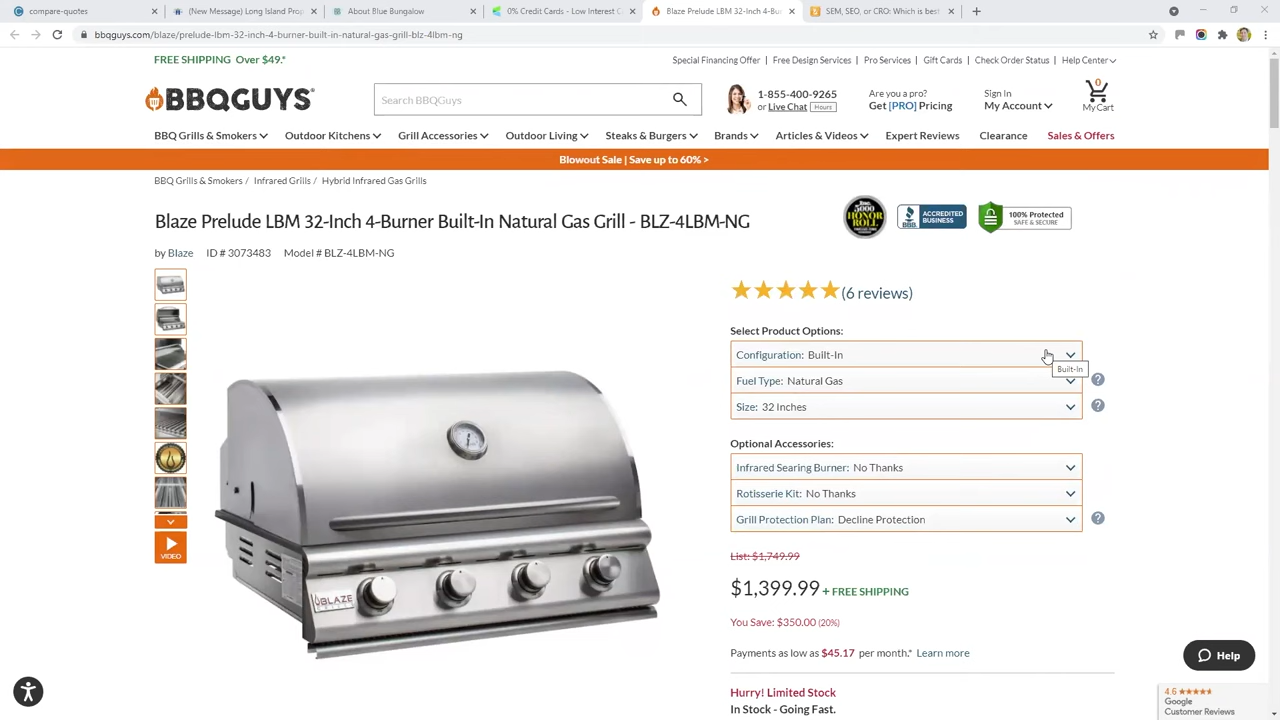 compare-quotes
(New Message) Long Island Prop
About Blue Bungalow
0% Credit Cards - Low Interest C
Blaze Prelude LBM 32-Inch 4-Bur
SEM, SEO, or CRO: Which is best
bbqguys.com/blaze/prelude-lbm-32-inch-4-burner-built-in-natural-gas-grill-blz-4lbm-ng
FREE SHIPPING Over $49.*
Special Financing Offer | Free Design Services | Pro Services | Gift Cards | Check Order Status | Help Center
BBQGUYS
Search BBQGuys
1-855-400-9265
or Live Chat Hours
Are you a pro?
Get [PRO] Pricing
Sign In
My Account
0
My Cart
BBQ Grills & Smokers
Outdoor Kitchens
Grill Accessories
Outdoor Living
Steaks & Burgers
Brands
Articles & Videos
Expert Reviews
Clearance
Sales & Offers
Blowout Sale | Save up to 60% >
BBQ Grills & Smokers / Infrared Grills / Hybrid Infrared Gas Grills
Blaze Prelude LBM 32-Inch 4-Burner Built-In Natural Gas Grill - BLZ-4LBM-NG
5000
HONOR
ROLL
BBB
ACCREDITED
BUSINESS
100% Protected
SAFE & SECURE
by Blaze ID # 3073483 Model # BLZ-4LBM-NG
VIDEO
BLAZE
(6 reviews)
Select Product Options:
Configuration: Built-In
Built-In
Fuel Type: Natural Gas
Size: 32 Inches
Optional Accessories:
Infrared Searing Burner: No Thanks
Rotisserie Kit: No Thanks
Grill Protection Plan: Decline Protection
List: $1,749.99
$1,399.99 + FREE SHIPPING
You Save: $350.00 (20%)
Payments as low as $45.17 per month.* Learn more
Hurry! Limited Stock
In Stock - Going Fast.
Help
4.6
Google
Customer Reviews